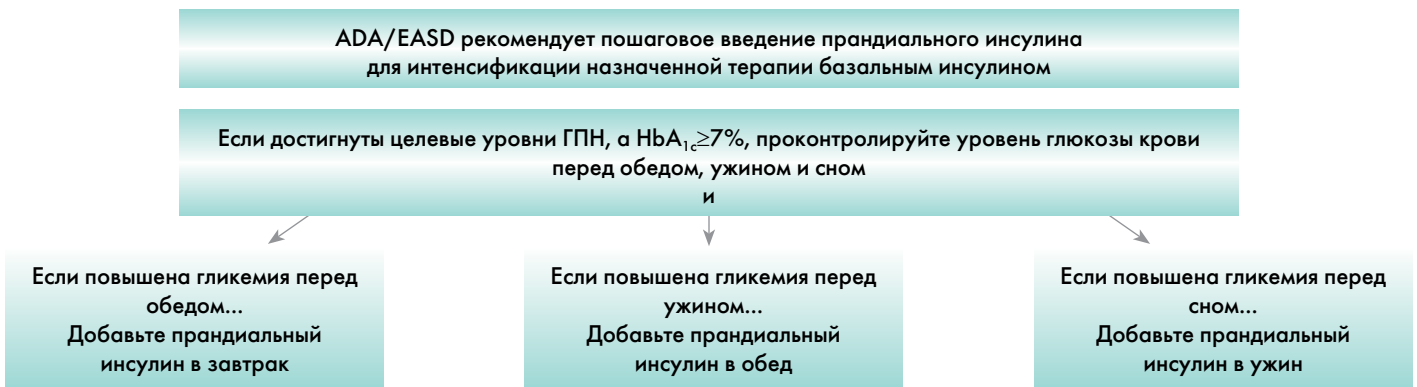 ADA/EASD рекомендует пошаговое введение прандиального инсулина
для интенсификации назначенной терапии базальным инсулином
Если достигнуты целевые уровни ГПН, а HbA1c≥7%, проконтролируйте уровень глюкозы крови
перед обедом, ужином и сном
и
Если повышена гликемия перед
обедом...
Добавьте прандиальный
инсулин в завтрак
Если повышена гликемия перед
ужином...
Добавьте прандиальный
инсулин в обед
Если повышена гликемия перед
сном...
Добавьте прандиальный
инсулин в ужин